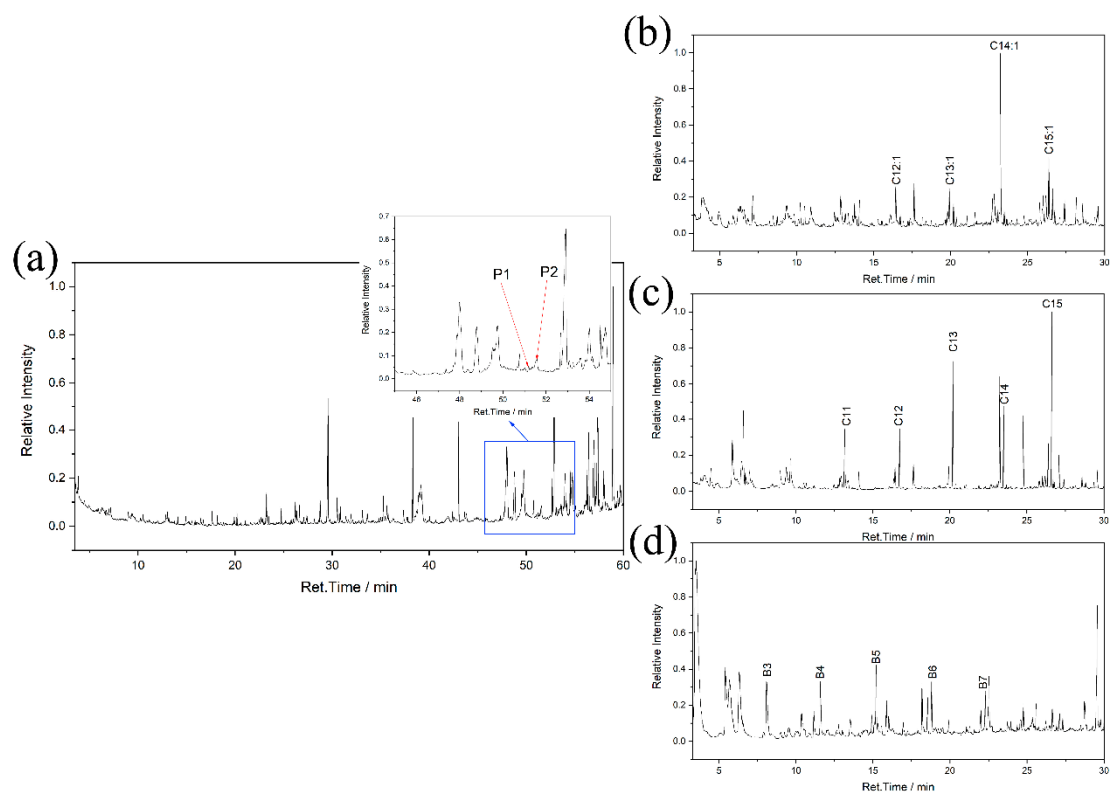 (a)
1.0
0.8
0.6
0.4
0.2
0.0
Relative Intensity
10
20
30
40
50
60
Ret.Time / min
0.7
0.6
0.5
0.4
0.3
0.2
0.1
0.0
Relative Intensity
P1
P2
46
48
50
52
54
Ret.Time / min
(b)
1.0
0.8
0.6
0.4
0.2
0.0
Relative Intensity
C12:1
C13:1
C14:1
C15:1
5
10
15
20
25
30
Ret.Time / min
(c)
1.0
0.8
0.6
0.4
0.2
0.0
Relative Intensity
C11
C12
C13
C14
C15
5
10
15
20
25
30
Ret.Time / min
(d)
1.0
0.8
0.6
0.4
0.2
0.0
Relative Intensity
B3
B4
B5
B6
B7
5
10
15
20
25
30
Ret.Time / min